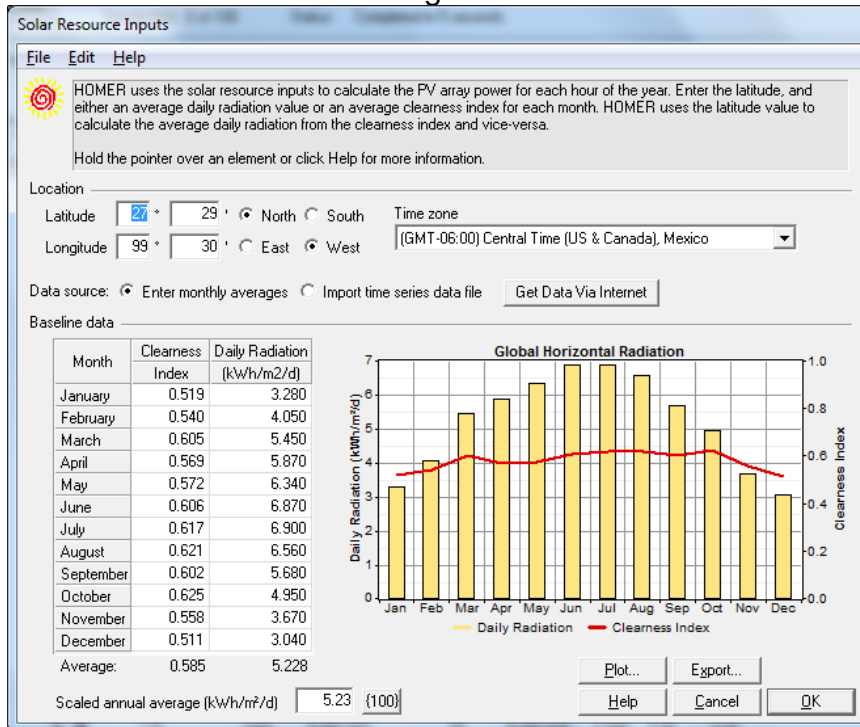 Solar Resource Inputs
File Edit Help
HOMER uses the solar resource inputs to calculate the PV array power for each hour of the year. Enter the latitude, and
either an average daily radiation value or an average clearness index for each month. HOMER uses the latitude value to
calculate the average daily radiation from the clearness index and vice-versa.
Hold the pointer over an element or click Help for more information.
Location
Latitude 27 ° 29 ' North South Time zone
Longitude 99 ° 30 ' East West (GMT-06:00) Central Time (US & Canada), Mexico
Data source: Enter monthly averages Import time series data file Get Data Via Internet
Baseline data
Month Clearness Index Daily Radiation (kWh/m2/d)
January 0.519 3.280
February 0.540 4.050
March 0.605 5.450
April 0.569 5.870
May 0.572 6.340
June 0.606 6.870
July 0.617 6.900
August 0.621 6.560
September 0.602 5.680
October 0.625 4.950
November 0.558 3.670
December 0.511 3.040
Average: 0.585 5.228
Scaled annual average (kWh/m²/d) 5.23 {100}
Global Horizontal Radiation
Daily Radiation (kWh/m²/d)
7
6
5
4
3
2
1
0
Clearness Index
1.0
0.8
0.6
0.4
0.2
0.0
Jan Feb Mar Apr May Jun Jul Aug Sep Oct Nov Dec
Daily Radiation Clearness Index
Plot... Export...
Help Cancel OK